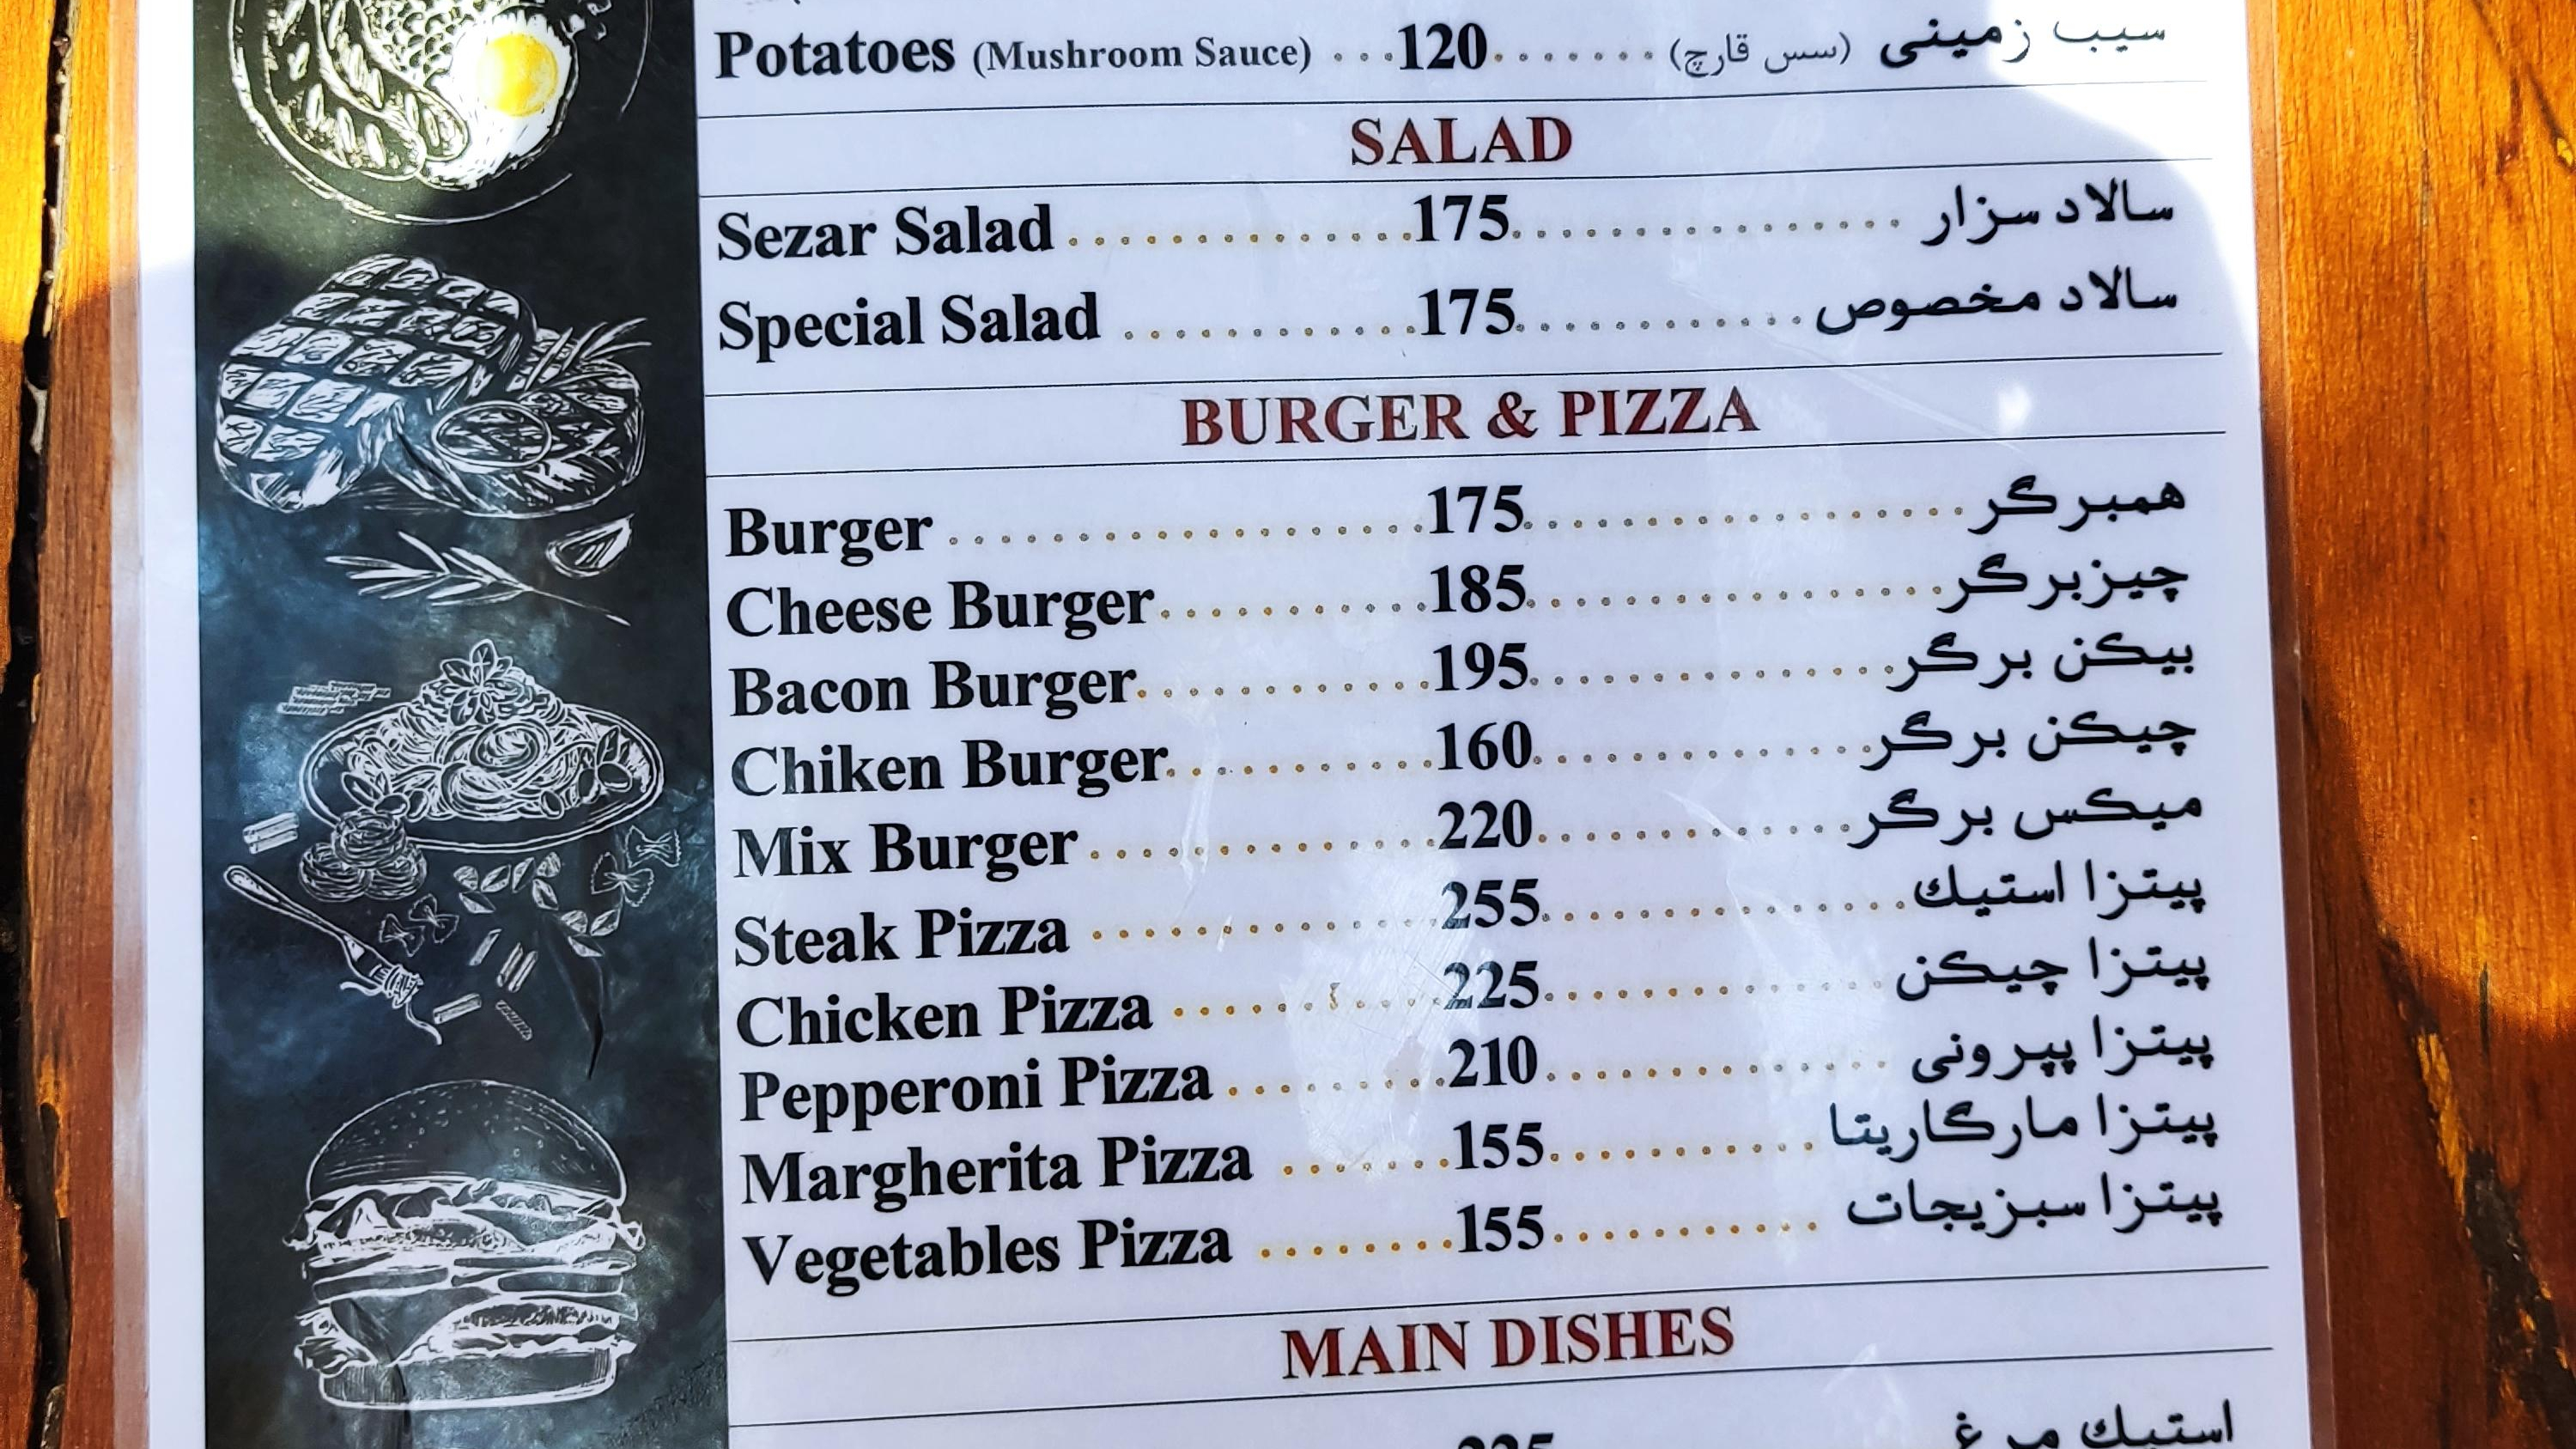 Potatoes (Mushroom Sauce) ...120....... سیب زمینی (سس قارچ)
SALAD
Sezar Salad ..............175................ سالاد سزار
Special Salad ............175............ سالاد مخصوص
BURGER & PIZZA
Burger ...................175................. همبرگر
Cheese Burger...........185................ چیزبرگر
Bacon Burger............195.............. بیکن برگر
Chiken Burger...........160............. چیکن برگر
Mix Burger ..............220............ میکس برگر
Steak Pizza ..............255.............. پیتزا استیك
Chicken Pizza ...........225............. پیتزا چیکن
Pepperoni Pizza .........210............. پیتزا پپرونی
Margherita Pizza .......155........... پیتزا مارگاریتا
Vegetables Pizza ........155........... پیتزا سبزیجات
MAIN DISHES
استیك مرغ